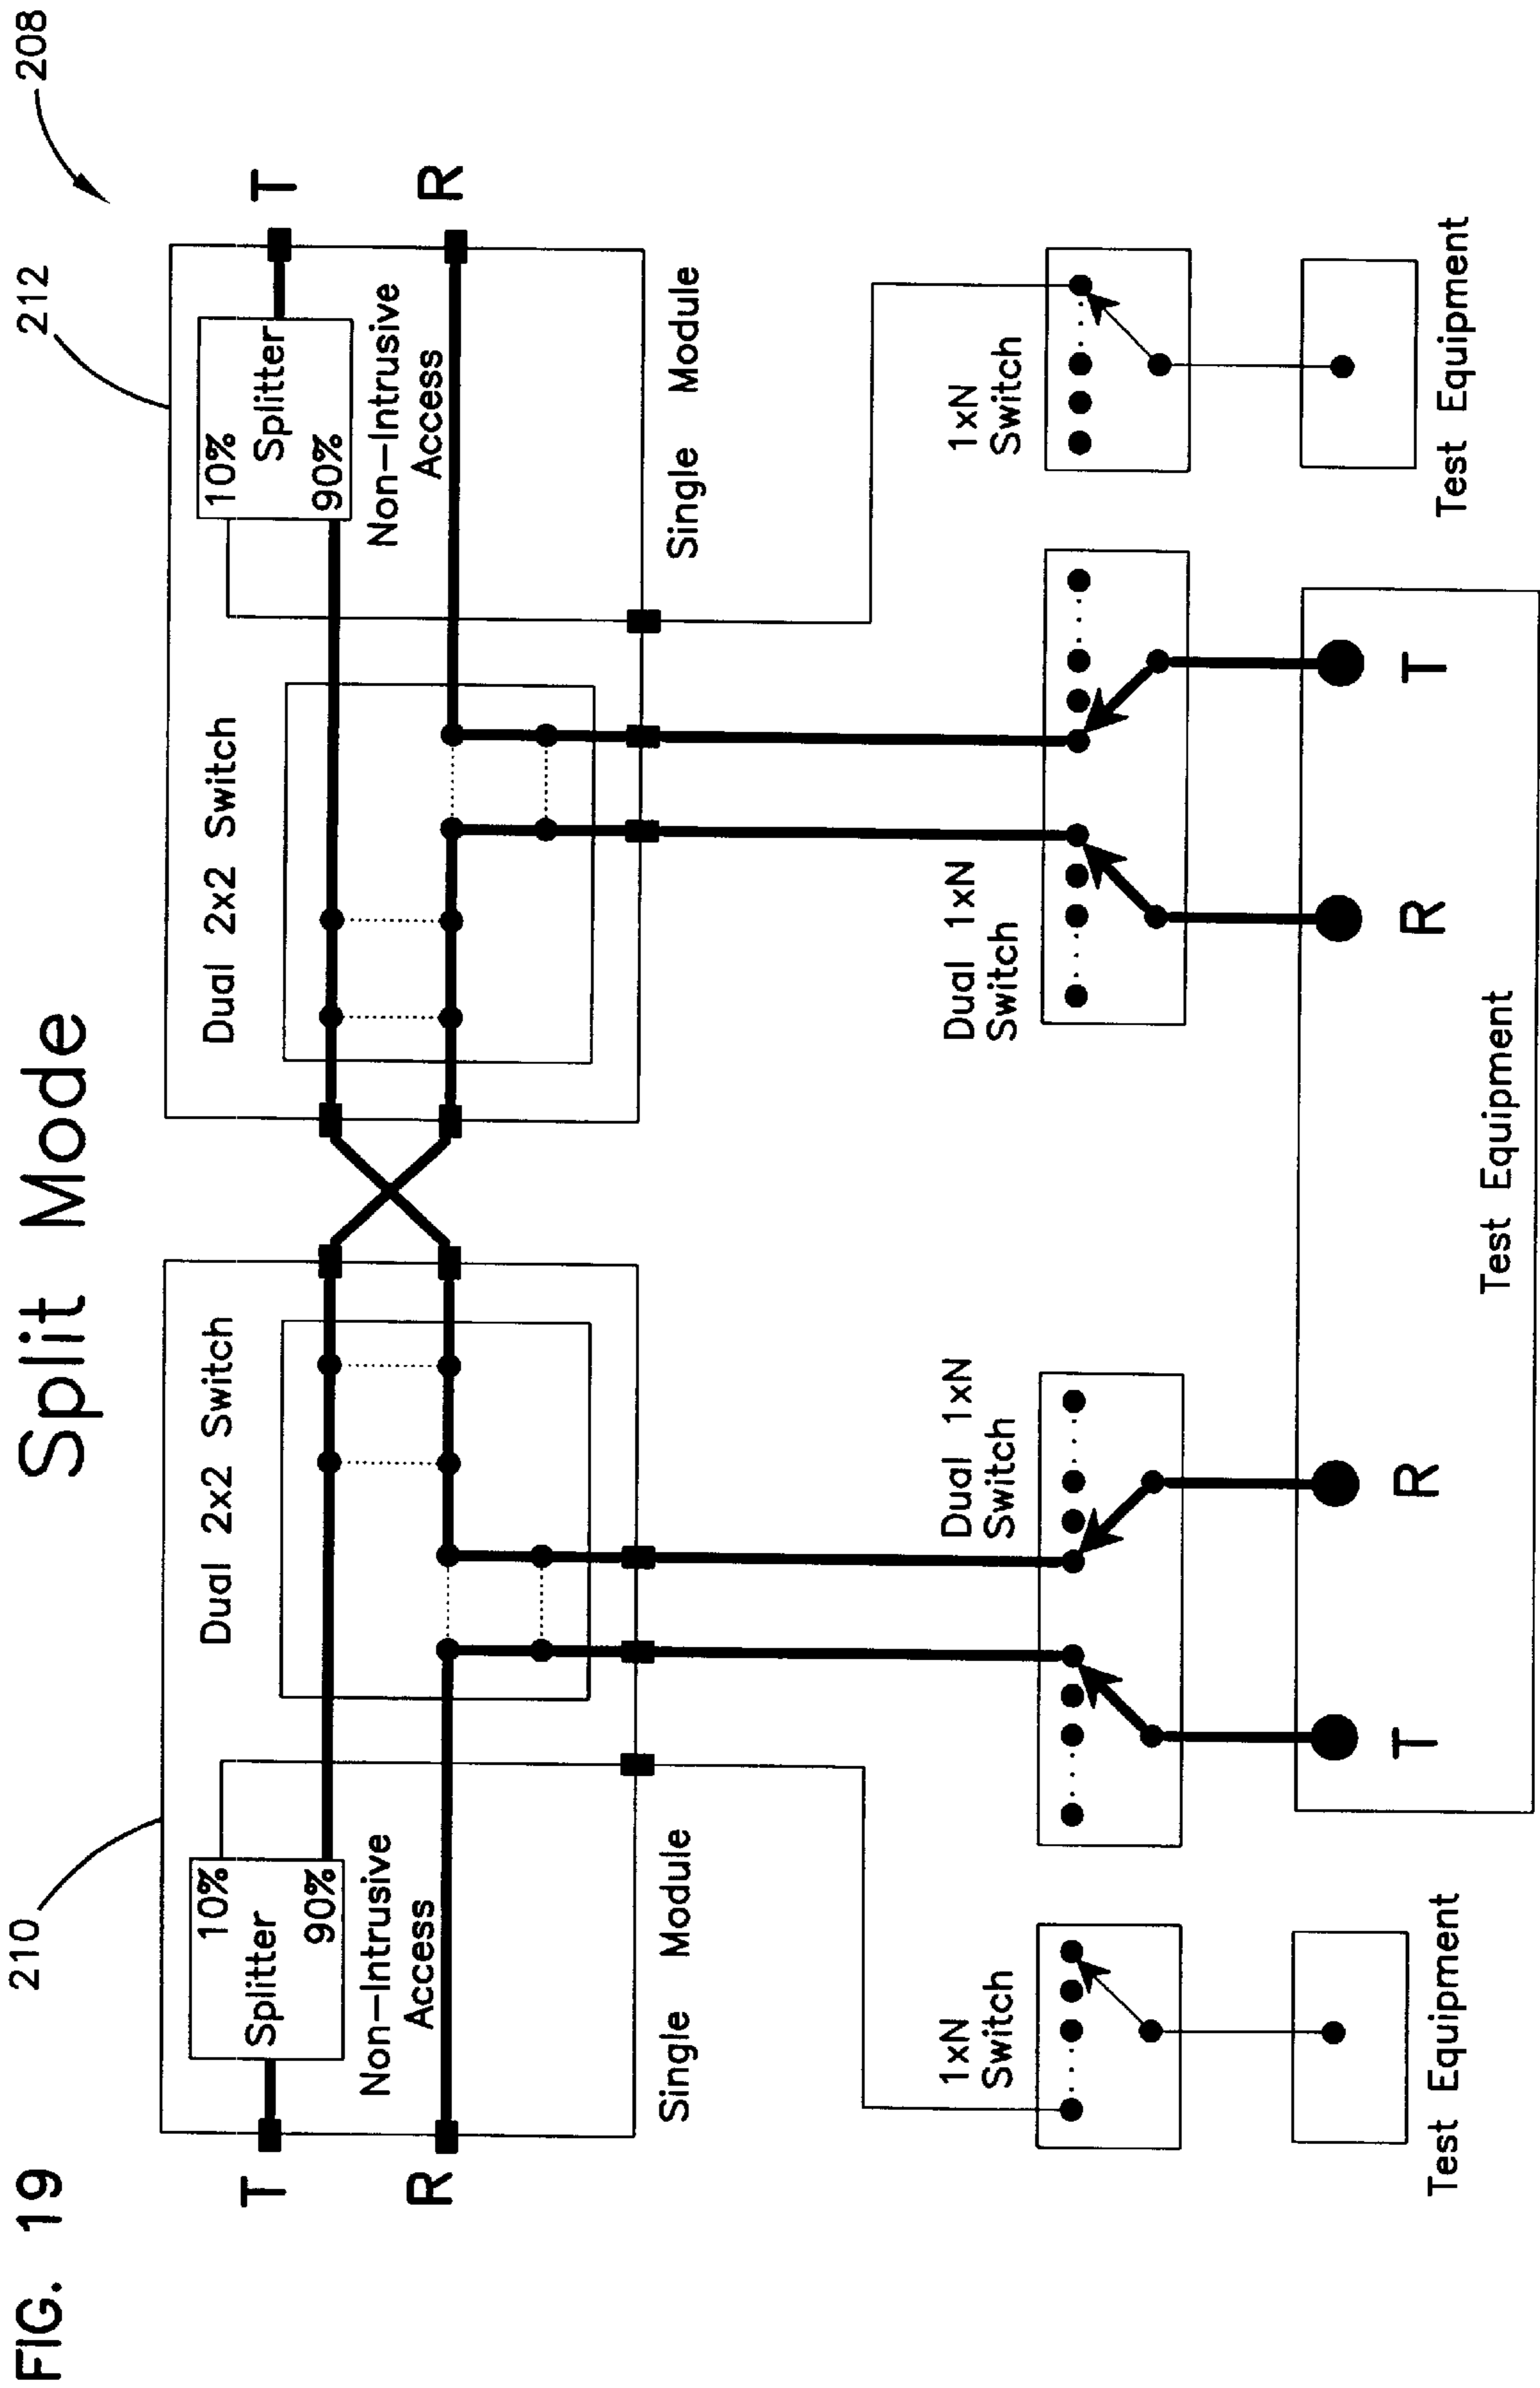 FIG. 19
Split Mode
208
210
212
T
R
Splitter
10%
90%
Non-Intrusive
Access
Dual 2x2 Switch
Single Module
Dual 2x2 Switch
10%
90%
Splitter
Non-Intrusive
Access
Single Module
T
R
1xN
Switch
Dual 1xN
Switch
Dual 1xN
Switch
1xN
Switch
Test Equipment
T
R
Test Equipment
R
T
Test Equipment